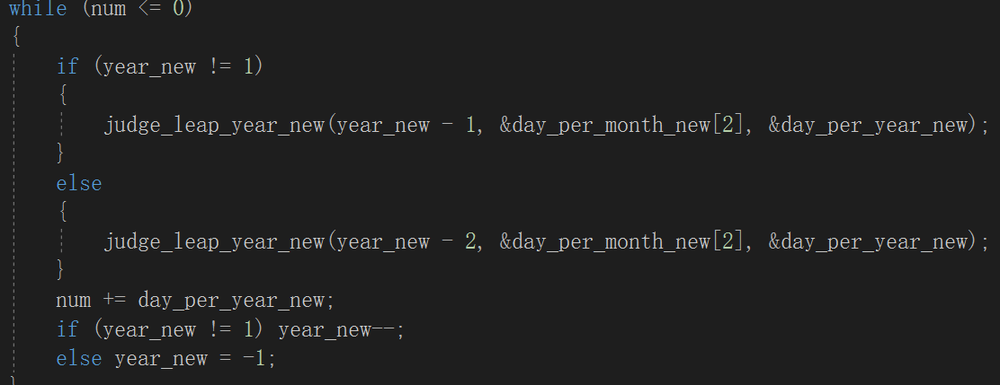 while (num <= 0)
{
if (year_new != 1)
{
judge_leap_year_new(year_new - 1, &day_per_month_new[2], &day_per_year_new);
}
else
{
judge_leap_year_new(year_new - 2, &day_per_month_new[2], &day_per_year_new);
}
num += day_per_year_new;
if (year_new != 1) year_new--;
else year_new = -1;
}